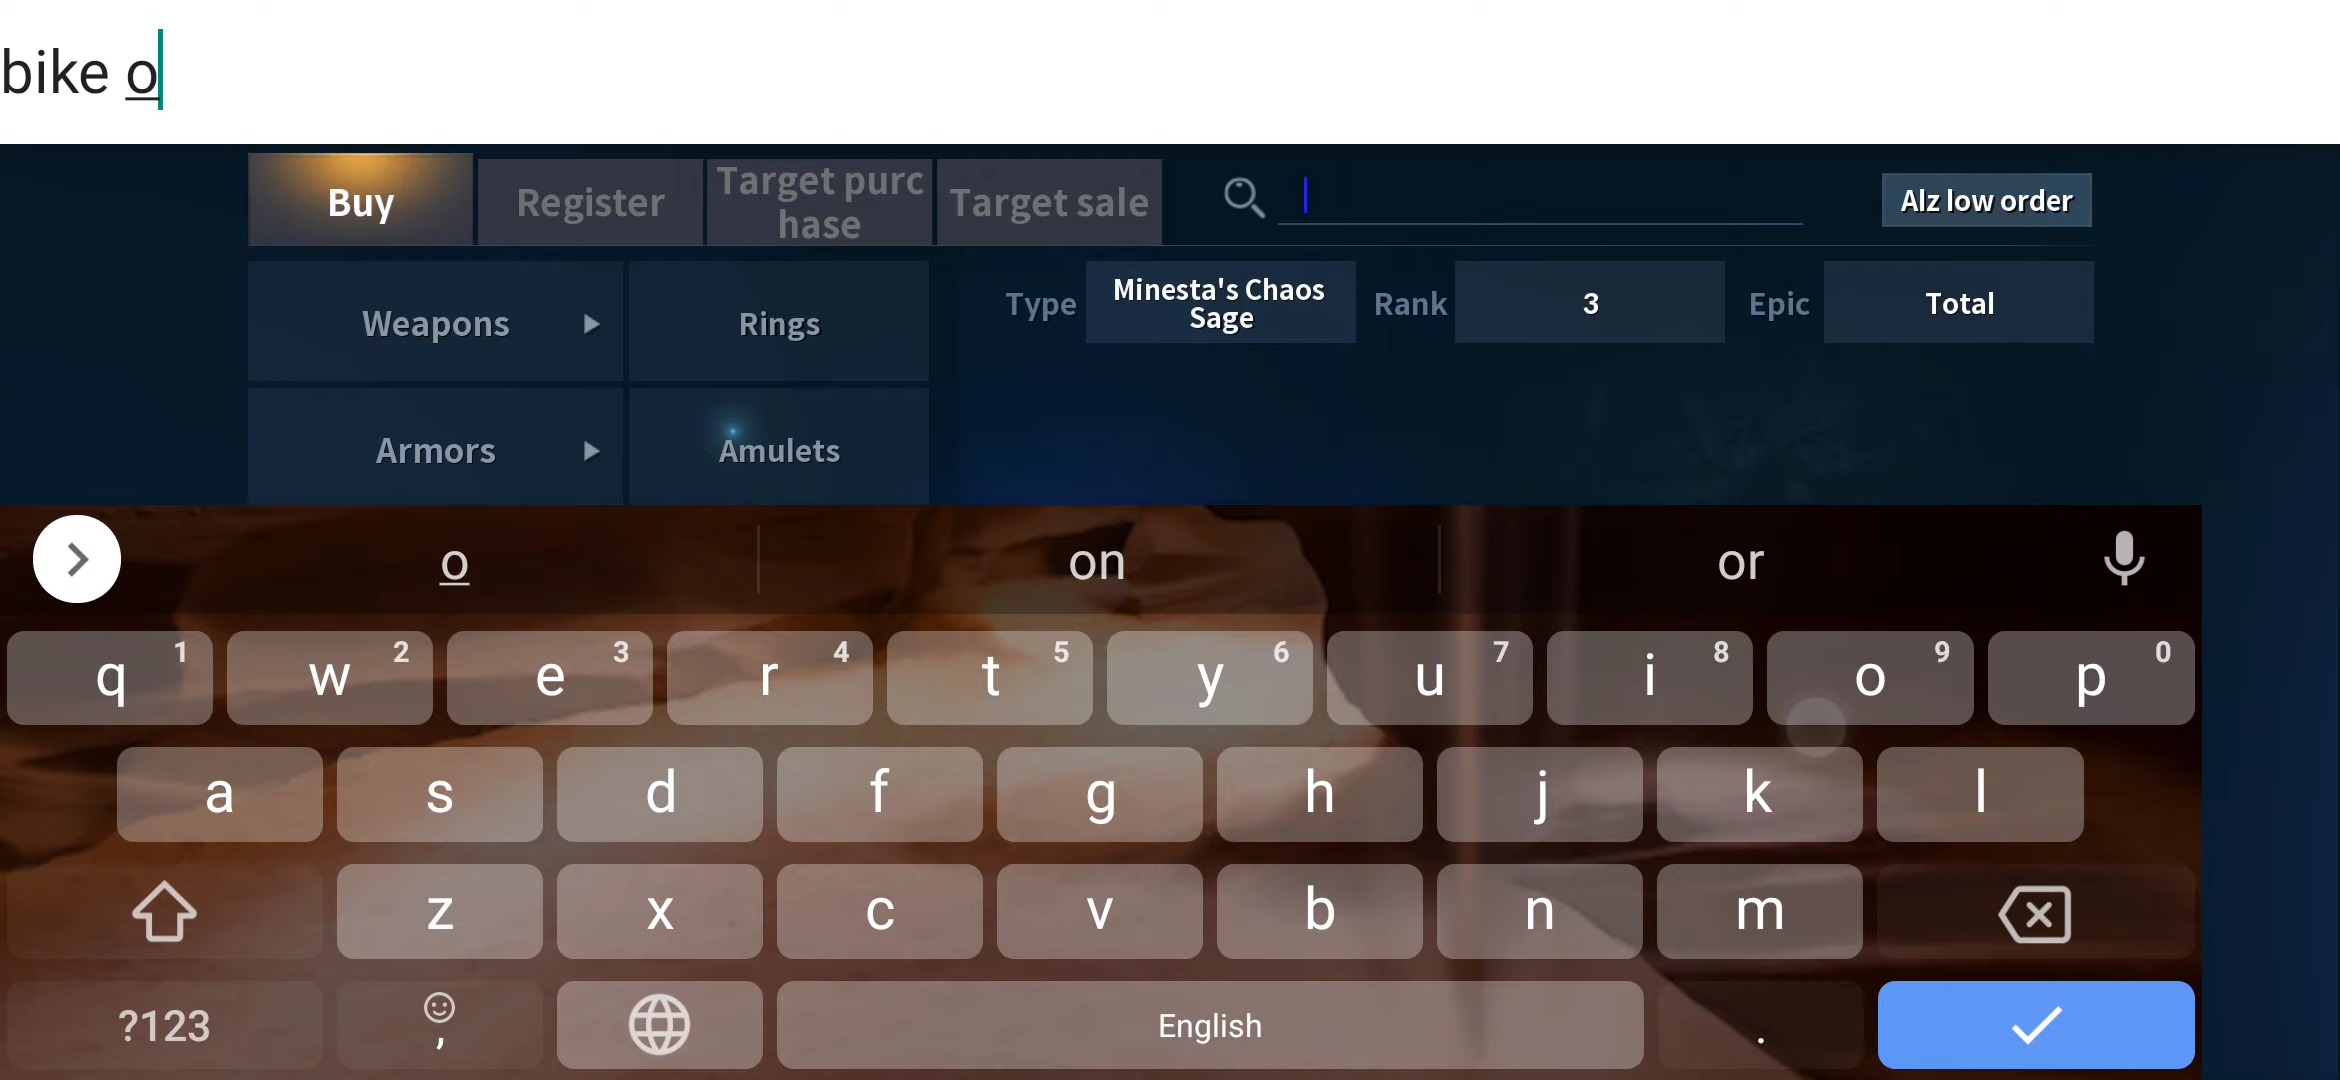 bike o
Buy
Register
Target purc
hase
Target sale
Alz low order
Weapons
Rings
Type
Minesta's Chaos
Sage
Rank
3
Epic
Total
Armors
Amulets
o
on
or
q 1 w 2 e 3 r 4 t 5 y 6 u 7 i 8 o 9 p 0
a s d f g h j k l
z x c v b n m
?123 , English .